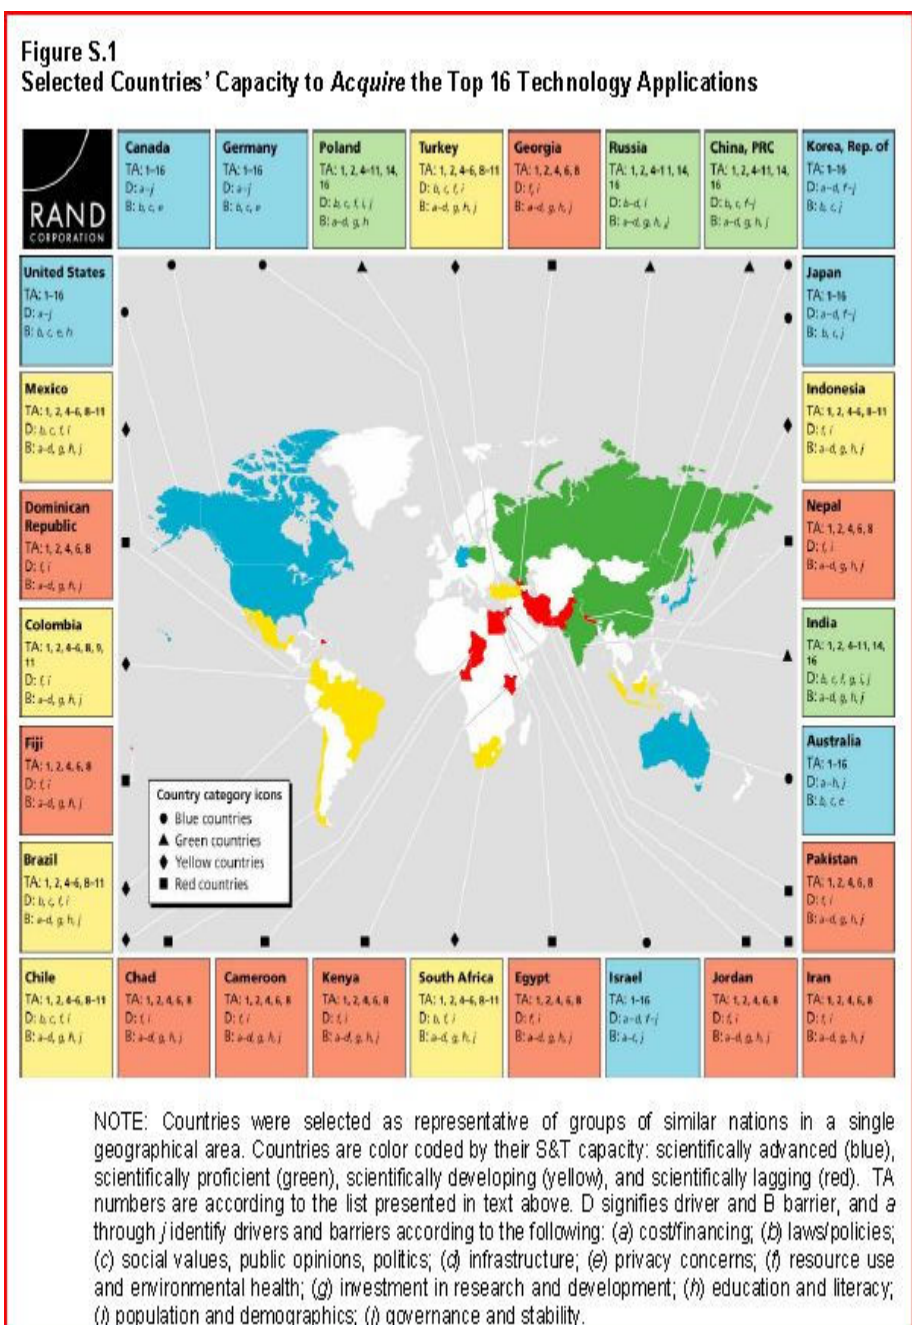 Figure S.1
Selected Countries' Capacity to Acquire the Top 16 Technology Applications
RAND
CORPORATION
Canada
TA: 1–16
D: a–j
B: b, c, e
Germany
TA: 1–16
D: a–j
B: b, c, e
Poland
TA: 1, 2, 4–11, 14,
16
D: b, c, f, i, j
B: a–d, g, h
Turkey
TA: 1, 2, 4–6, 8–11
D: b, c, f, i
B: a–d, g, h, j
Georgia
TA: 1, 2, 4, 6, 8
D: f, i
B: a–d, g, h, j
Russia
TA: 1, 2, 4–11, 14,
16
D: b–d, i
B: a–d, g, h, j
China, PRC
TA: 1, 2, 4–11, 14,
16
D: b, c, f–j
B: a–d, g, h, j
Korea, Rep. of
TA: 1–16
D: a–d, f–j
B: b, c, j
United States
TA: 1–16
D: a–j
B: b, c, e, h
Japan
TA: 1–16
D: a–d, f–j
B: b, c, j
Mexico
TA: 1, 2, 4–6, 8–11
D: b, c, f, i
B: a–d, g, h, j
Indonesia
TA: 1, 2, 4–6, 8–11
D: f, i
B: a–d, g, h, j
Dominican
Republic
TA: 1, 2, 4, 6, 8
D: f, i
B: a–d, g, h, j
Nepal
TA: 1, 2, 4, 6, 8
D: f, i
B: a–d, g, h, j
Colombia
TA: 1, 2, 4–6, 8, 9,
11
D: f, i
B: a–d, g, h, j
India
TA: 1, 2, 4–11, 14,
16
D: b, c, f, g, i, j
B: a–d, g, h, j
Fiji
TA: 1, 2, 4, 6, 8
D: f, i
B: a–d, g, h, j
Australia
TA: 1–16
D: a–h, j
B: b, c, e
Country category icons
Blue countries
Green countries
Yellow countries
Red countries
Brazil
TA: 1, 2, 4–6, 8–11
D: b, c, f, i
B: a–d, g, h, j
Pakistan
TA: 1, 2, 4, 6, 8
D: f, i
B: a–d, g, h, j
Chile
TA: 1, 2, 4–6, 8–11
D: b, c, f, i
B: a–d, g, h, j
Chad
TA: 1, 2, 4, 6, 8
D: f, i
B: a–d, g, h, j
Cameroon
TA: 1, 2, 4, 6, 8
D: f, i
B: a–d, g, h, j
Kenya
TA: 1, 2, 4, 6, 8
D: f, i
B: a–d, g, h, j
South Africa
TA: 1, 2, 4–6, 8–11
D: b, f, i
B: a–d, g, h, j
Egypt
TA: 1, 2, 4, 6, 8
D: f, i
B: a–d, g, h, j
Israel
TA: 1–16
D: a–d, f–j
B: a–c, j
Jordan
TA: 1, 2, 4, 6, 8
D: f, i
B: a–d, g, h, j
Iran
TA: 1, 2, 4, 6, 8
D: f, i
B: a–d, g, h, j
NOTE: Countries were selected as representative of groups of similar nations in a single
geographical area. Countries are color coded by their S&T capacity: scientifically advanced (blue),
scientifically proficient (green), scientifically developing (yellow), and scientifically lagging (red). TA
numbers are according to the list presented in text above. D signifies driver and B barrier, and a
through j identify drivers and barriers according to the following: (a) cost/financing; (b) laws/policies;
(c) social values, public opinions, politics; (d) infrastructure; (e) privacy concerns; (f) resource use
and environmental health; (g) investment in research and development; (h) education and literacy;
(i) population and demographics; (j) governance and stability.